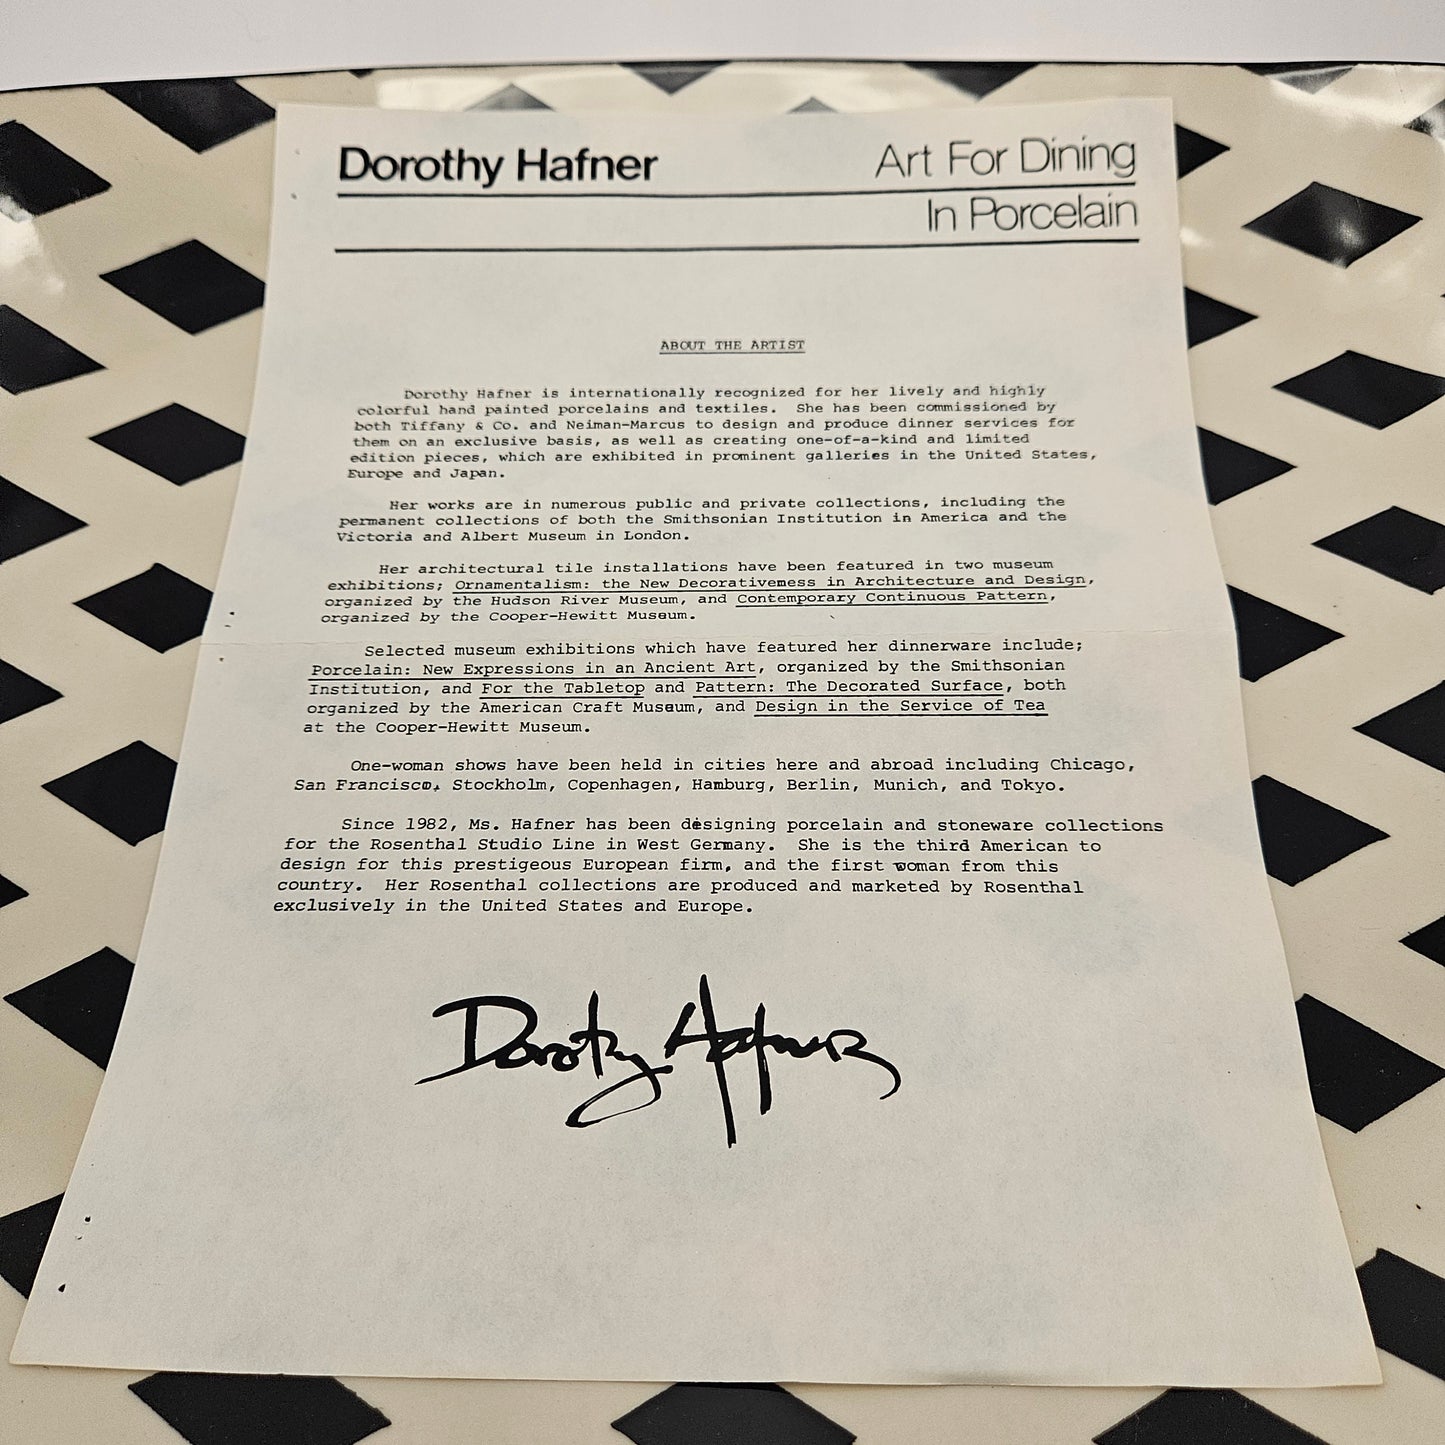 Dorothy Hafner
Art For Dining
In Porcelain
ABOUT THE ARTIST
Dorothy Hafner is internationally recognized for her lively and highly
colorful hand painted porcelains and textiles. She has been commissioned by
both Tiffany & Co. and Neiman-Marcus to design and produce dinner services for
them on an exclusive basis, as well as creating one-of-a-kind and limited
edition pieces, which are exhibited in prominent galleries in the United States,
Europe and Japan.
Her works are in numerous public and private collections, including the
permanent collections of both the Smithsonian Institution in America and the
Victoria and Albert Museum in London.
Her architectural tile installations have been featured in two museum
exhibitions; Ornamentalism: the New Decorativemess in Architecture and Design,
organized by the Hudson River Museum, and Contemporary Continuous Pattern,
organized by the Cooper-Hewitt Museum.
Selected museum exhibitions which have featured her dinnerware include;
Porcelain: New Expressions in an Ancient Art, organized by the Smithsonian
Institution, and For the Tabletop and Pattern: The Decorated Surface, both
organized by the American Craft Museum, and Design in the Service of Tea
at the Cooper-Hewitt Museum.
One-woman shows have been held in cities here and abroad including Chicago,
San Francisco, Stockholm, Copenhagen, Hamburg, Berlin, Munich, and Tokyo.
Since 1982, Ms. Hafner has been designing porcelain and stoneware collections
for the Rosenthal Studio Line in West Germany. She is the third American to
design for this prestigeous European firm, and the first woman from this
country. Her Rosenthal collections are produced and marketed by Rosenthal
exclusively in the United States and Europe.
Dorothy Hafner